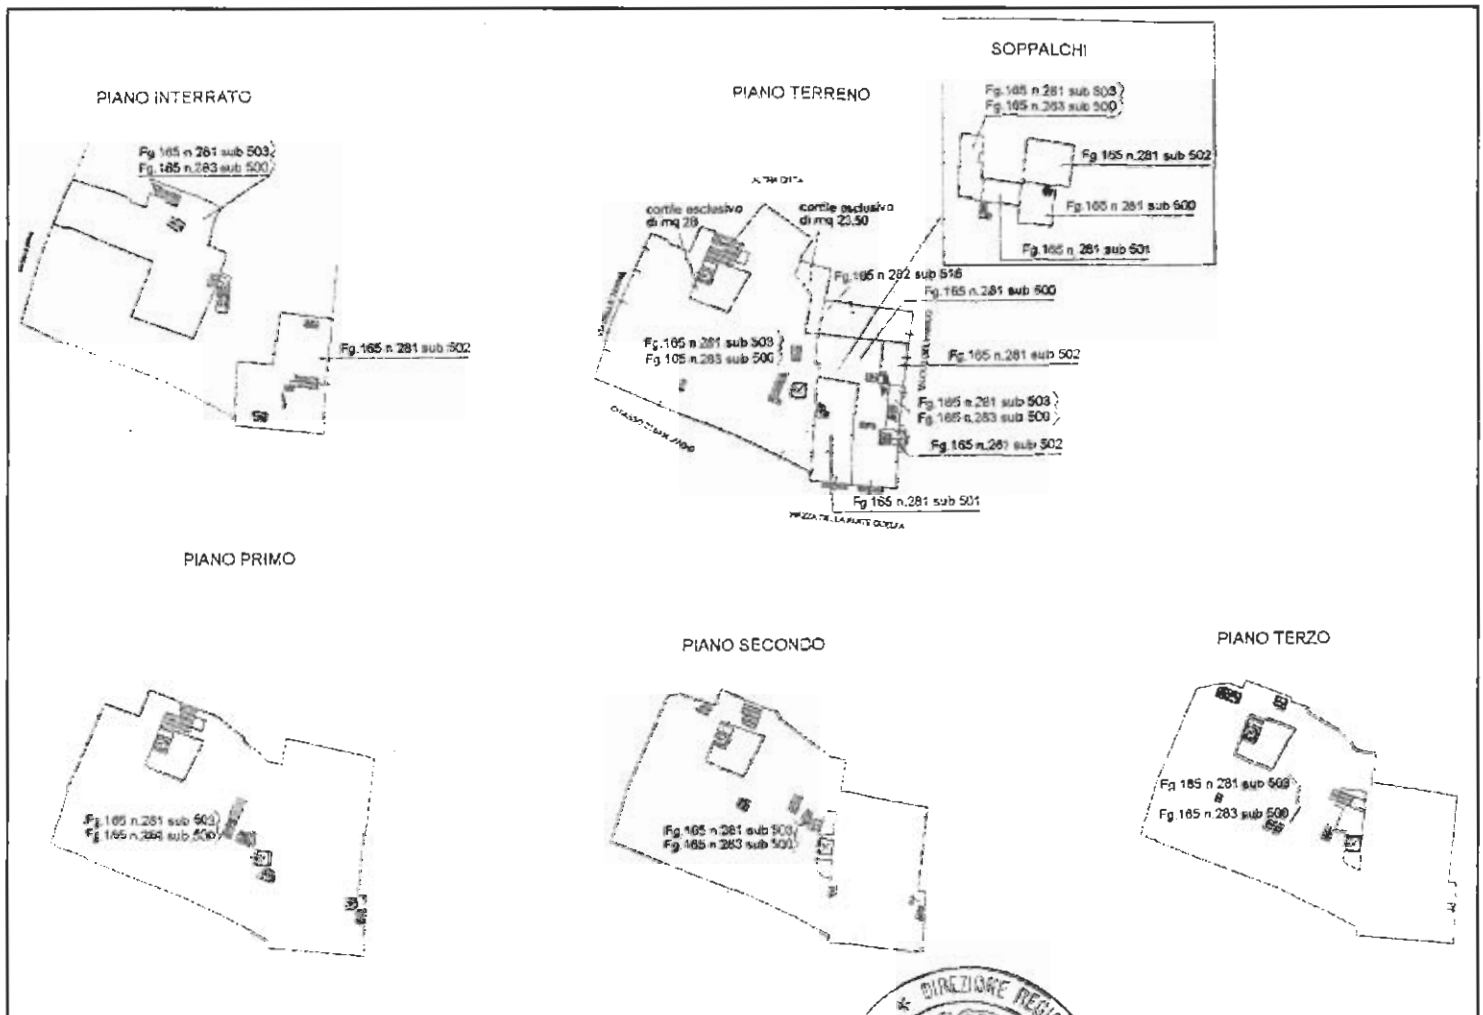 SOPPALCHI
Fg.165 n.281 sub 503
Fg.165 n.283 sub 500
Fg 165 n.281 sub 502
Fg.165 n 281 sub 500
Fg.165 n 281 sub 501
PIANO INTERRATO
Fg 165 n 281 sub 503
Fg.165 n.283 sub 500
Fg.165 n 281 sub 502
PIANO TERRENO
ALTRA DITTA
cortile esclusivo
di mq 28
cortile esclusivo
di mq 23.50
Fg.165 n 282 sub 516
Fg.165 n.281 sub 500
Fg.165 n 281 sub 503
Fg 165 n.283 sub 500
Fg.165 n.281 sub 502
Fg.165 n 281 sub 503
Fg.165 n.283 sub 500
Fg 165 n.281 sub 502
Fg 165 n.281 sub 501
PIAZZA DELLA PARTE GUELFA
PIANO PRIMO
Fg.165 n 281 sub 503
Fg 165 n.283 sub 500
PIANO SECONDO
Fg.165 n 281 sub 503
Fg.165 n 283 sub 500
PIANO TERZO
Fg 165 n 281 sub 503
Fg.165 n 283 sub 500
* DIREZIONE